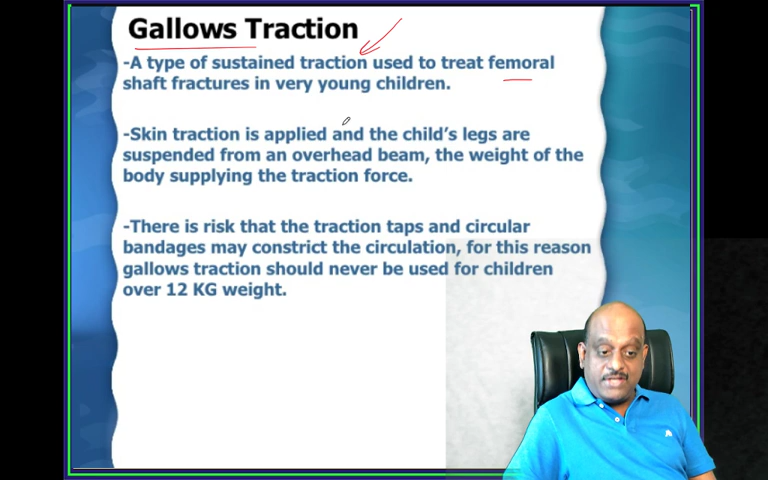 Gallows Traction
-A type of sustained traction used to treat femoral
shaft fractures in very young children.
-Skin traction is applied and the child's legs are
suspended from an overhead beam, the weight of the
body supplying the traction force.
-There is risk that the traction taps and circular
bandages may constrict the circulation, for this reason
gallows traction should never be used for children
over 12 KG weight.